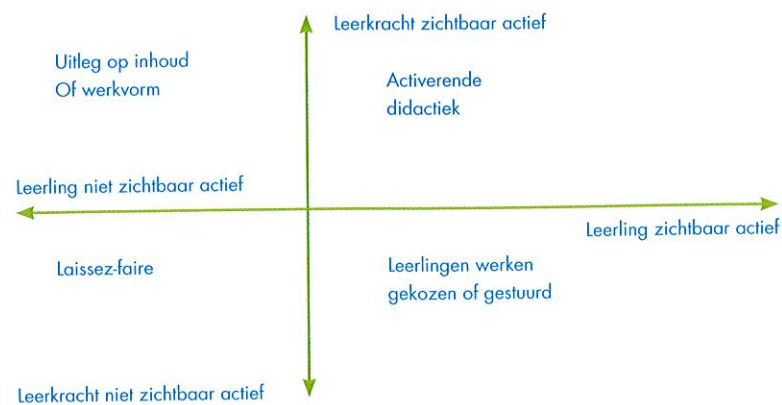 Leerkracht zichtbaar actief
Uitleg op inhoud
Of werkvorm
Activerende
didactiek
Leerling niet zichtbaar actief
Leerling zichtbaar actief
Laissez-faire
Leerlingen werken
gekozen of gestuurd
Leerkracht niet zichtbaar actief